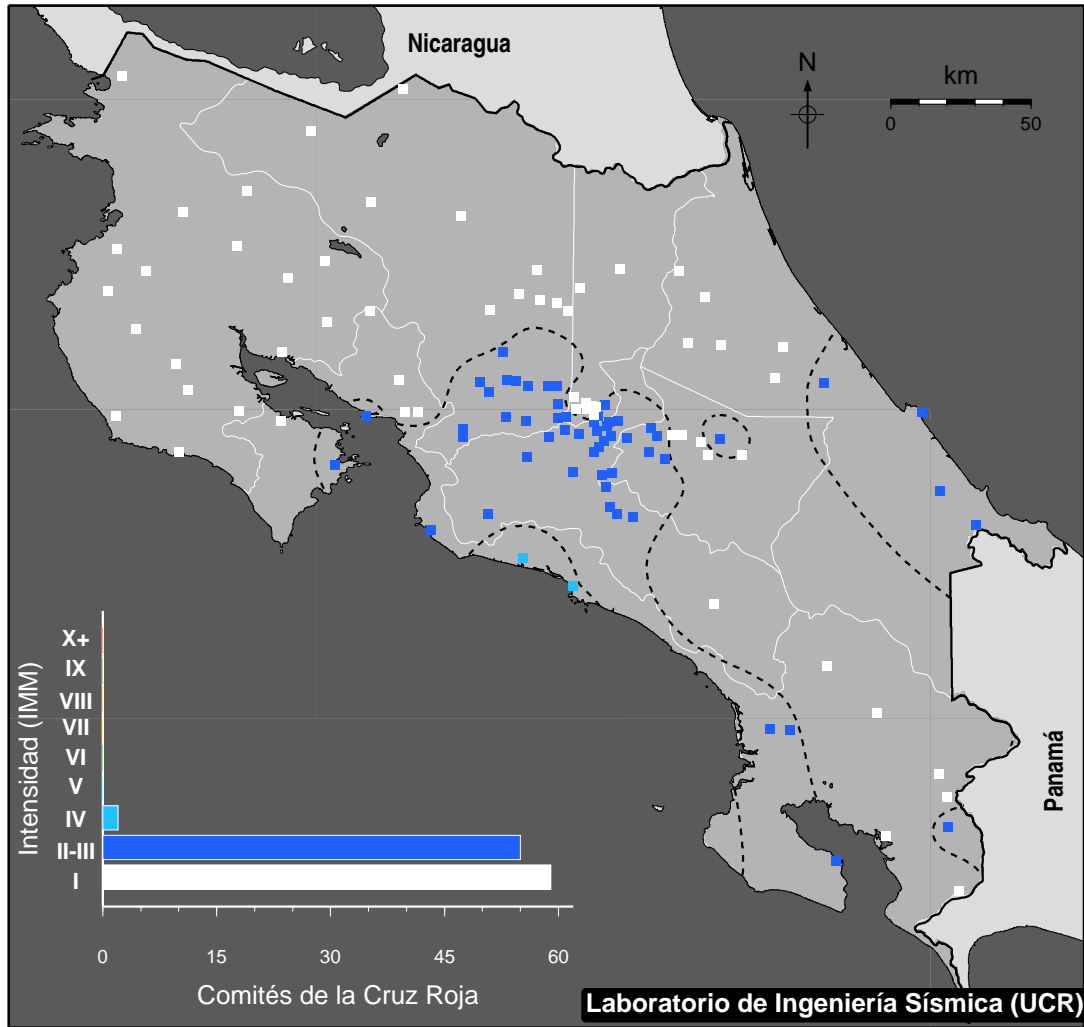 Nicaragua
N
km
0 50
Panamá
Intensidad (IMM)
X+
IX
VIII
VII
VI
V
IV
II-III
I
0 15 30 45 60
Comités de la Cruz Roja
Laboratorio de Ingeniería Sísmica (UCR)